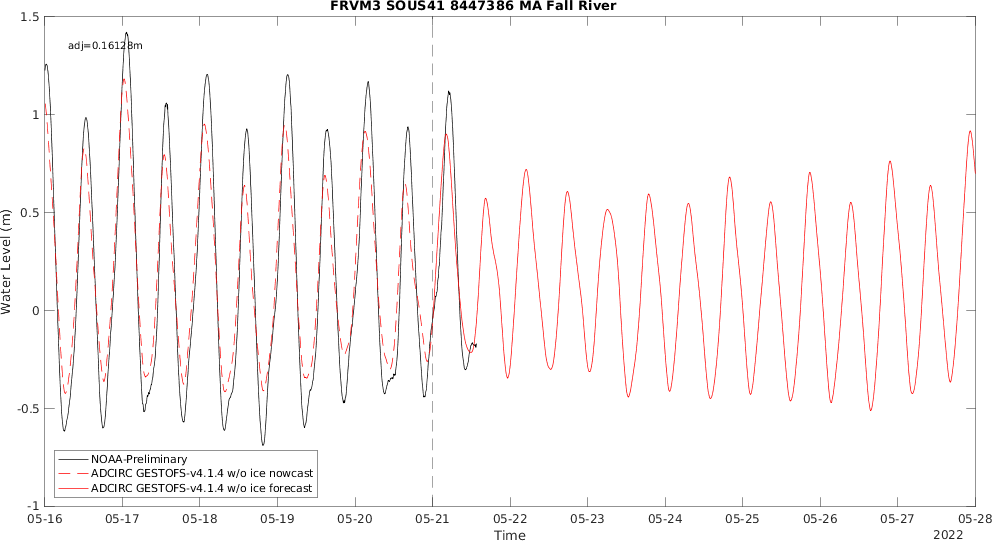 FRVM3 SOUS41 8447386 MA Fall River
adj=0.16128m
Water Level (m)
1.5
1
0.5
0
-0.5
-1
NOAA-Preliminary
ADCIRC GESTOFS-v4.1.4 w/o ice nowcast
ADCIRC GESTOFS-v4.1.4 w/o ice forecast
05-16 05-17 05-18 05-19 05-20 05-21 05-22 05-23 05-24 05-25 05-26 05-27 05-28
Time
2022